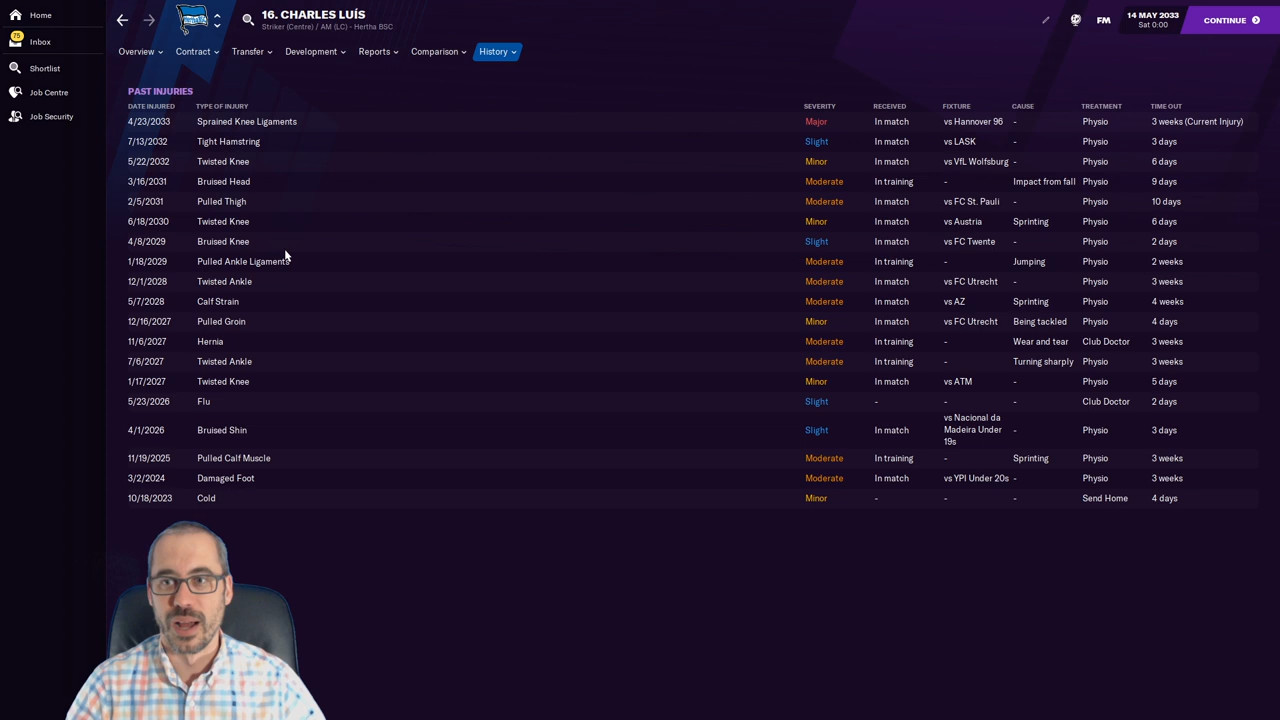 Home
75
Inbox
Shortlist
Job Centre
Job Security
16. CHARLES LUÍS
Striker (Centre) / AM (LC) - Hertha BSC
FM
14 MAY 2033
Sat 0:00
CONTINUE
Overview Contract Transfer Development Reports Comparison History
PAST INJURIES
DATE INJURED TYPE OF INJURY SEVERITY RECEIVED FIXTURE CAUSE TREATMENT TIME OUT
4/23/2033 Sprained Knee Ligaments Major In match vs Hannover 96 - Physio 3 weeks (Current Injury)
7/13/2032 Tight Hamstring Slight In match vs LASK - Physio 3 days
5/22/2032 Twisted Knee Minor In match vs VfL Wolfsburg - Physio 6 days
3/16/2031 Bruised Head Moderate In training - Impact from fall Physio 9 days
2/5/2031 Pulled Thigh Moderate In match vs FC St. Pauli - Physio 10 days
6/18/2030 Twisted Knee Minor In match vs Austria Sprinting Physio 6 days
4/8/2029 Bruised Knee Slight In match vs FC Twente - Physio 2 days
1/18/2029 Pulled Ankle Ligaments Moderate In training - Jumping Physio 2 weeks
12/1/2028 Twisted Ankle Moderate In match vs FC Utrecht - Physio 3 weeks
5/7/2028 Calf Strain Moderate In match vs AZ Sprinting Physio 4 weeks
12/16/2027 Pulled Groin Minor In match vs FC Utrecht Being tackled Physio 4 days
11/6/2027 Hernia Moderate In training - Wear and tear Club Doctor 3 weeks
7/6/2027 Twisted Ankle Moderate In training - Turning sharply Physio 3 weeks
1/17/2027 Twisted Knee Minor In match vs ATM - Physio 5 days
5/23/2026 Flu Slight - - - Club Doctor 2 days
4/1/2026 Bruised Shin Slight In match vs Nacional da Madeira Under 19s - Physio 3 days
11/19/2025 Pulled Calf Muscle Moderate In training - Sprinting Physio 3 weeks
3/2/2024 Damaged Foot Moderate In match vs YPI Under 20s - Physio 3 weeks
10/18/2023 Cold Minor - - - Send Home 4 days